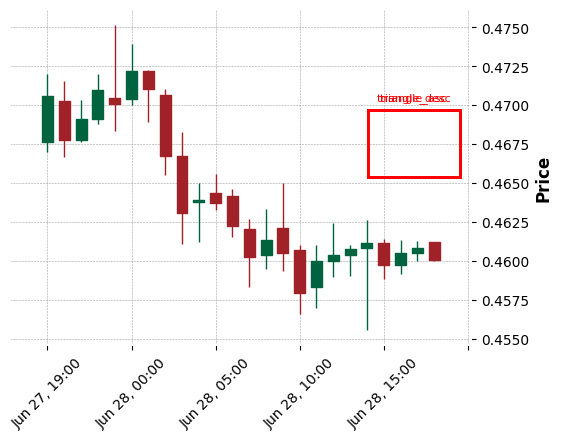 0.4750
0.4725
0.4700
triangle_desc
0.4675
0.4650
0.4625
0.4600
0.4575
0.4550
Price
Jun 27, 19:00
Jun 28, 00:00
Jun 28, 05:00
Jun 28, 10:00
Jun 28, 15:00